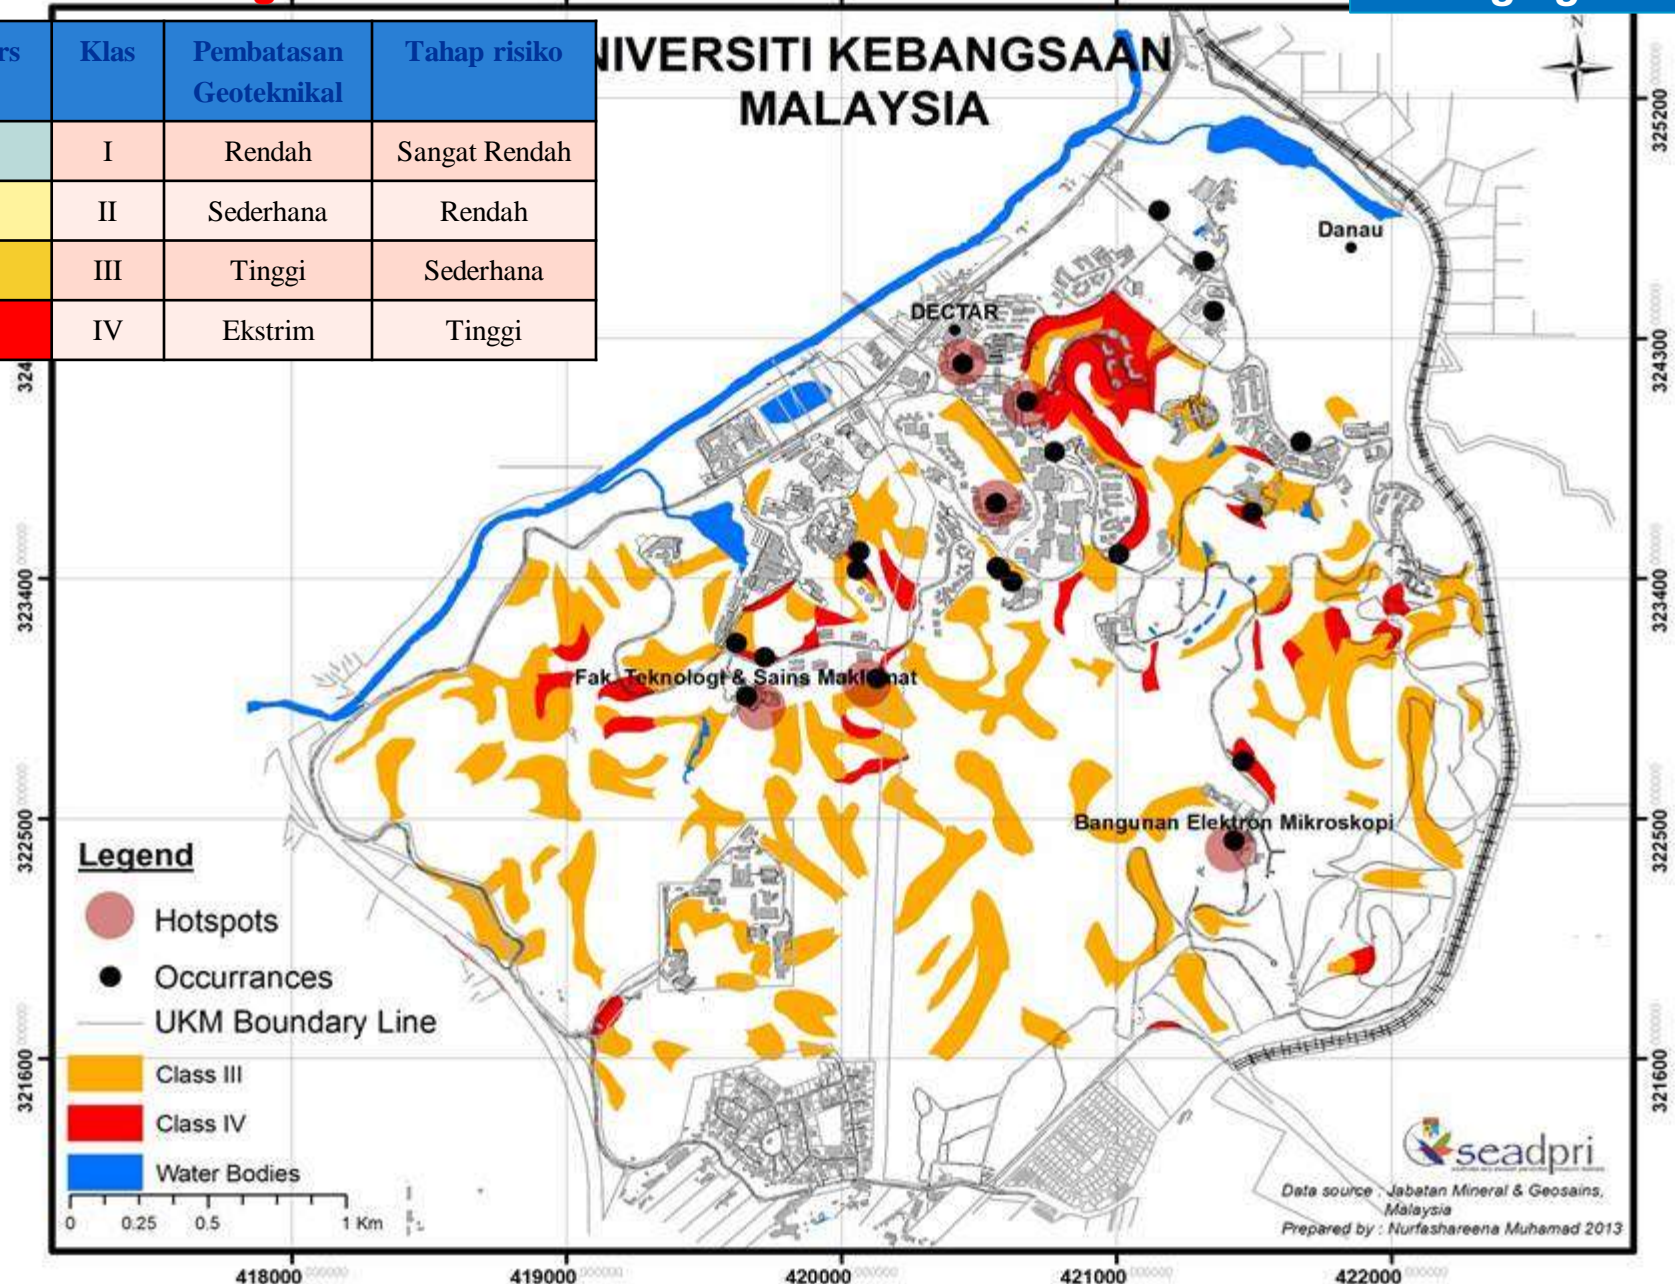 rs Klas Pembatasan Geoteknikal Tahap risiko
I Rendah Sangat Rendah
II Sederhana Rendah
III Tinggi Sederhana
IV Ekstrim Tinggi
NIVERSITI KEBANGSAAN
MALAYSIA
N
Danau
DECTAR
Fak. Teknologi & Sains Maklumat
Bangunan Elektron Mikroskopi
Legend
Hotspots
Occurrances
UKM Boundary Line
Class III
Class IV
Water Bodies
0 0.25 0.5 1 Km
seadpri
Data source : Jabatan Mineral & Geosains,
Malaysia
Prepared by : Nurfashareena Muhamad 2013
324
323400
322500
321600
325200
324300
323400
322500
321600
418000
419000
420000
421000
422000